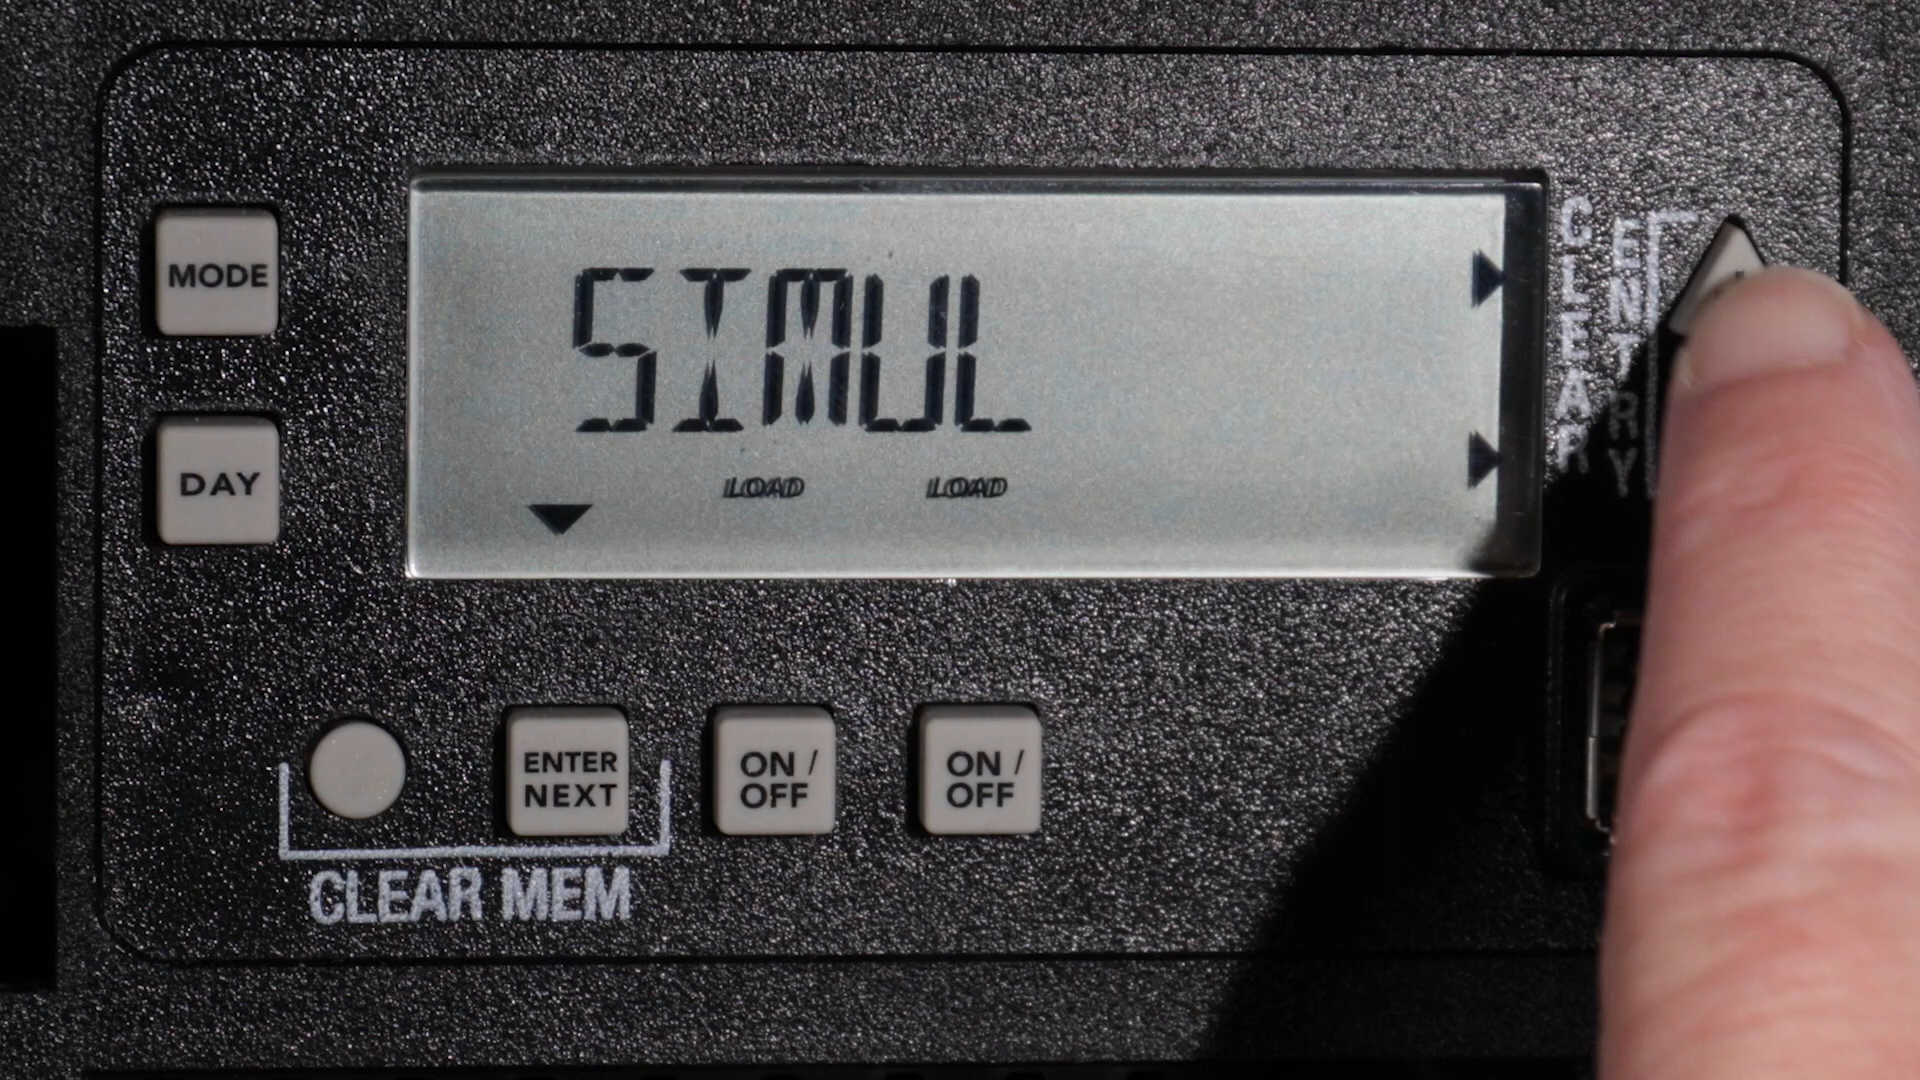 MODE
DAY
SIMUL
LOAD LOAD
CLEAR
ENTRY
ENTER
NEXT
ON /
OFF
ON /
OFF
CLEAR MEM